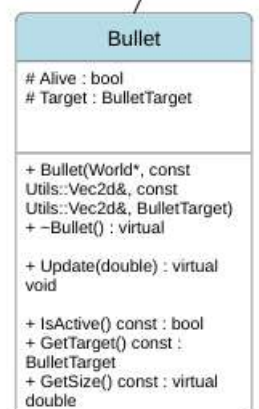 Bullet
# Alive : bool
# Target : BulletTarget
+ Bullet(World*, const
Utils::Vec2d&, const
Utils::Vec2d&, BulletTarget)
+ ~Bullet() : virtual
+ Update(double) : virtual
void
+ IsActive() const : bool
+ GetTarget() const :
BulletTarget
+ GetSize() const : virtual
double